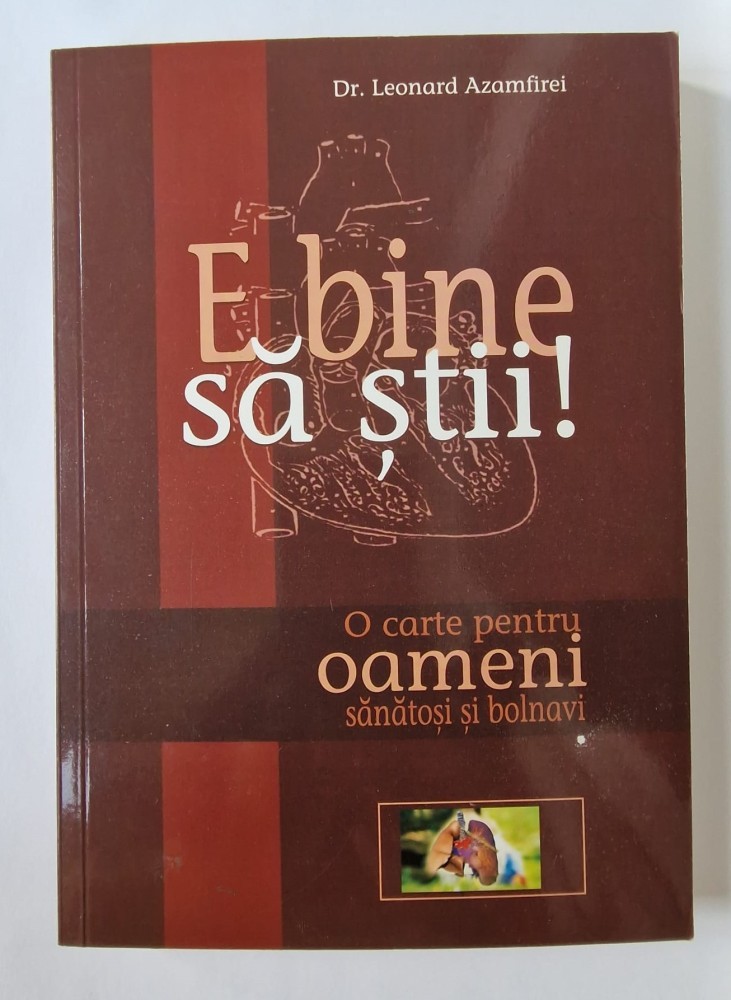 Dr. Leonard Azamfirei
E bine
să știi!
O carte pentru
oameni
sănătoși și bolnavi